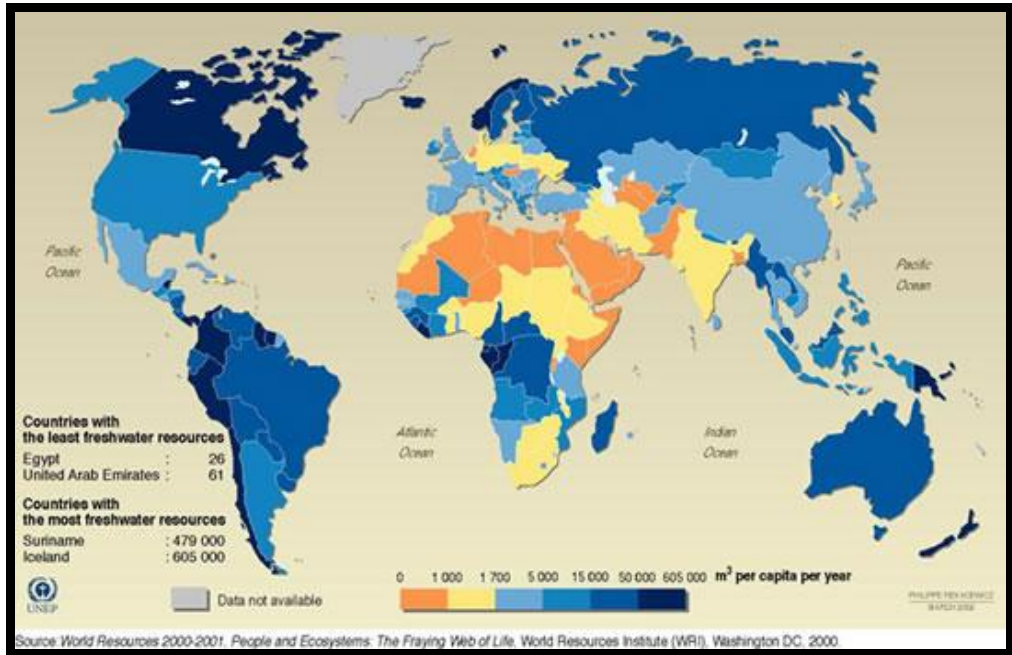 Pacific
Ocean
Pacific
Ocean
Atlantic
Ocean
Indian
Ocean
Countries with
the least freshwater resources
Egypt : 26
United Arab Emirates : 61
Countries with
the most freshwater resources
Suriname : 479 000
Iceland : 605 000
0 1 000 1 700 5 000 15 000 50 000 605 000 m³ per capita per year
UNEP
Data not available
PHILIPPE REKACEWICZ
Source World Resources 2000-2001, People and Ecosystems: The Fraying Web of Life, World Resources Institute (WRI), Washington DC, 2000.